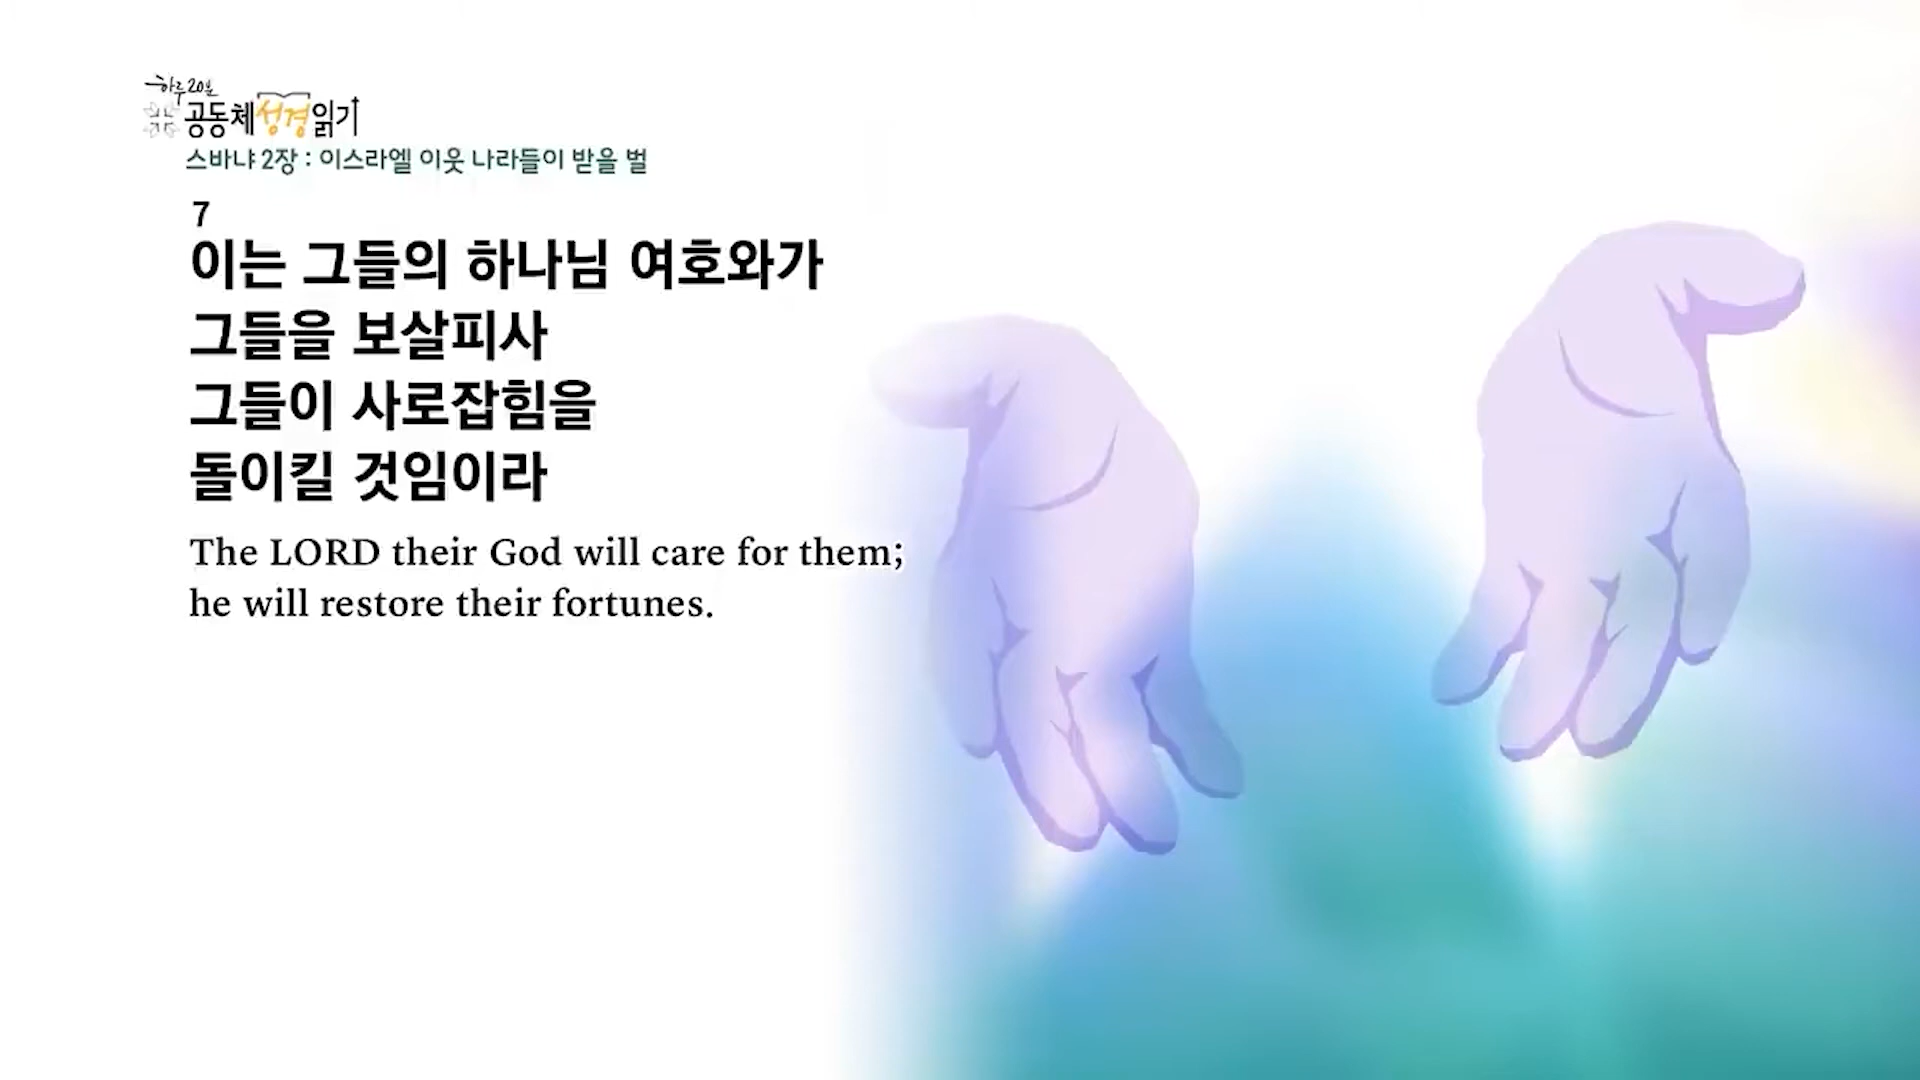 하루 20분
공동체성경읽기
스바냐 2장 : 이스라엘 이웃 나라들이 받을 벌
7
이는 그들의 하나님 여호와가
그들을 보살피사
그들이 사로잡힘을
돌이킬 것임이라
The LORD their God will care for them;
he will restore their fortunes.